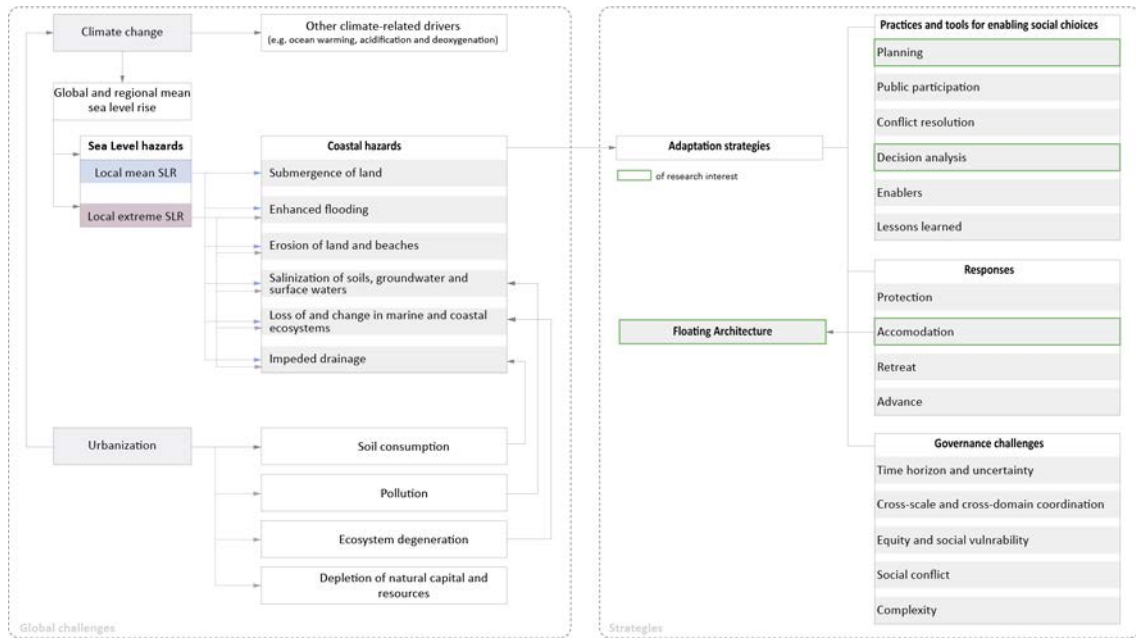 Climate change
Other climate-related drivers
(e.g. ocean warming, acidification and deoxygenation)
Global and regional mean
sea level rise
Sea Level hazards
Local mean SLR
Local extreme SLR
Coastal hazards
Submergence of land
Enhanced flooding
Erosion of land and beaches
Salinization of soils, groundwater and
surface waters
Loss of and change in marine and coastal
ecosystems
Impeded drainage
Urbanization
Soil consumption
Pollution
Ecosystem degeneration
Depletion of natural capital and
resources
Global challenges
Adaptation strategies
of research interest
Floating Architecture
Practices and tools for enabling social chioices
Planning
Public participation
Conflict resolution
Decision analysis
Enablers
Lessons learned
Responses
Protection
Accomodation
Retreat
Advance
Governance challenges
Time horizon and uncertainty
Cross-scale and cross-domain coordination
Equity and social vulnrability
Social conflict
Complexity
Strategies